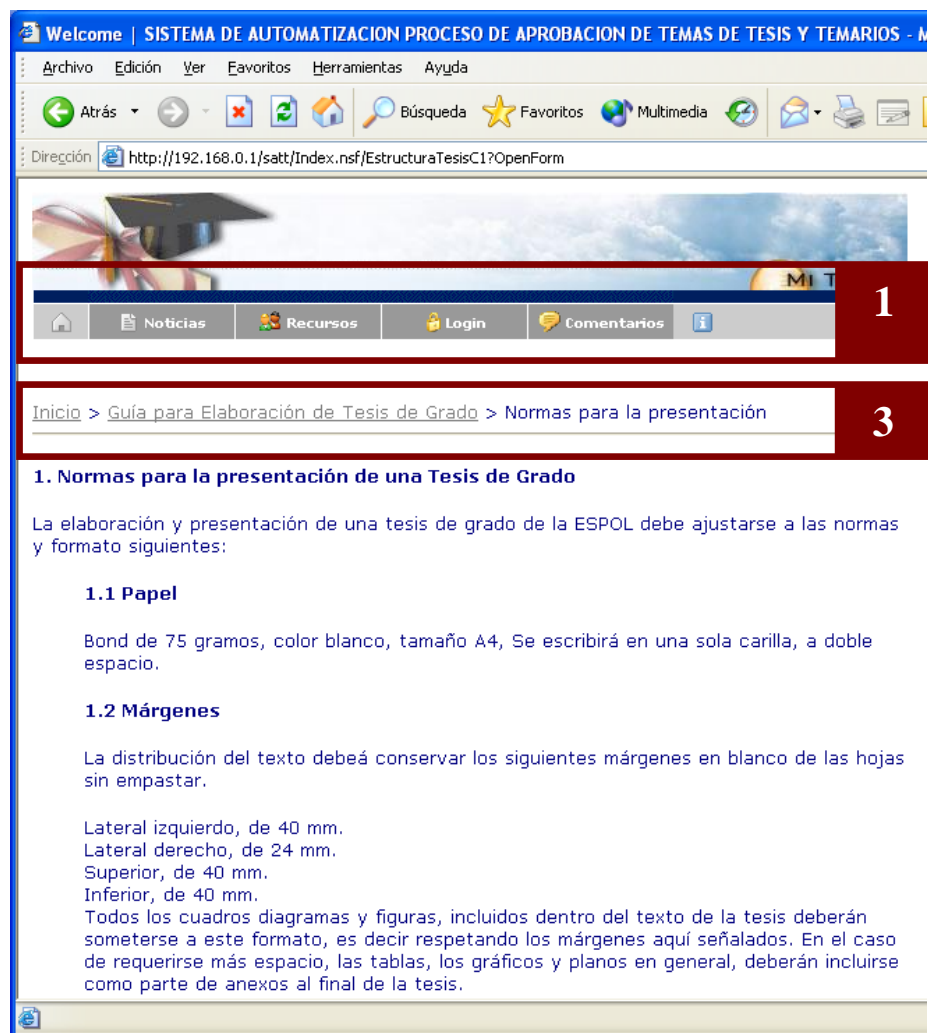 Welcome | SISTEMA DE AUTOMATIZACION PROCESO DE APROBACION DE TEMAS DE TESIS Y TEMARIOS - M
Archivo Edición Ver Favoritos Herramientas Ayuda
Atrás Búsqueda Favoritos Multimedia
Dirección http://192.168.0.1/satt/Index.nsf/EstructuraTesisC1?OpenForm
MI T
1
Noticias Recursos Login Comentarios
Inicio > Guía para Elaboración de Tesis de Grado > Normas para la presentación
3
1. Normas para la presentación de una Tesis de Grado
La elaboración y presentación de una tesis de grado de la ESPOL debe ajustarse a las normas
y formato siguientes:
1.1 Papel
Bond de 75 gramos, color blanco, tamaño A4, Se escribirá en una sola carilla, a doble
espacio.
1.2 Márgenes
La distribución del texto debeá conservar los siguientes márgenes en blanco de las hojas
sin empastar.
Lateral izquierdo, de 40 mm.
Lateral derecho, de 24 mm.
Superior, de 40 mm.
Inferior, de 40 mm.
Todos los cuadros diagramas y figuras, incluidos dentro del texto de la tesis deberán
someterse a este formato, es decir respetando los márgenes aquí señalados. En el caso
de requerirse más espacio, las tablas, los gráficos y planos en general, deberán incluirse
como parte de anexos al final de la tesis.